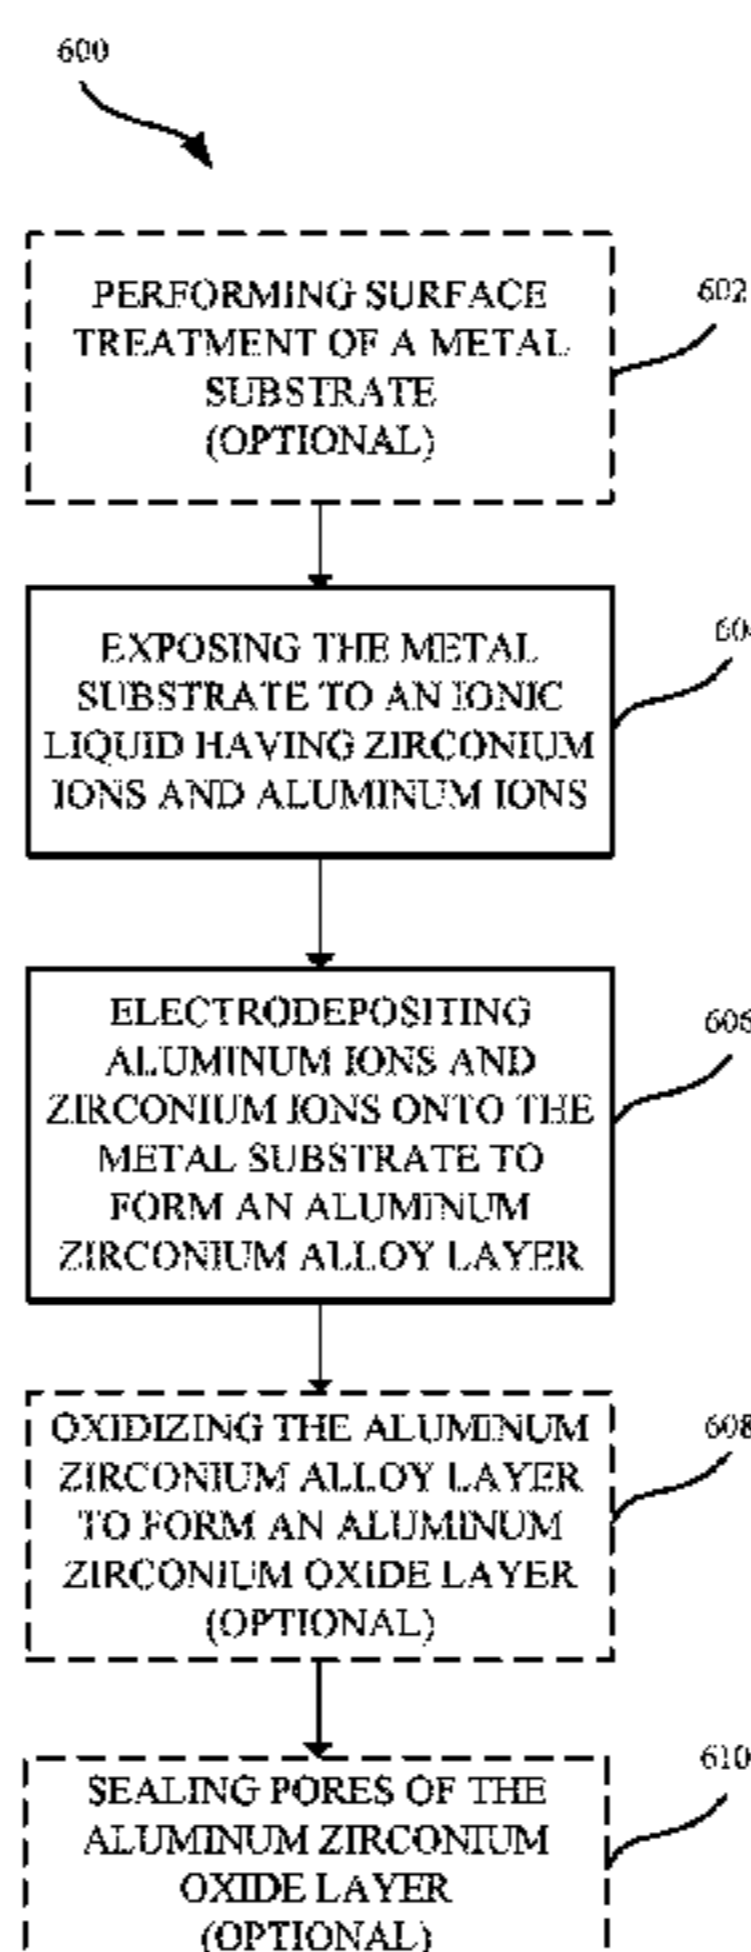 600
PERFORMING SURFACE
TREATMENT OF A METAL
SUBSTRATE
(OPTIONAL)
602
EXPOSING THE METAL
SUBSTRATE TO AN IONIC
LIQUID HAVING ZIRCONIUM
IONS AND ALUMINUM IONS
604
ELECTRODEPOSITING
ALUMINUM IONS AND
ZIRCONIUM IONS ONTO THE
METAL SUBSTRATE TO
FORM AN ALUMINUM
ZIRCONIUM ALLOY LAYER
606
OXIDIZING THE ALUMINUM
ZIRCONIUM ALLOY LAYER
TO FORM AN ALUMINUM
ZIRCONIUM OXIDE LAYER
(OPTIONAL)
608
SEALING PORES OF THE
ALUMINUM ZIRCONIUM
OXIDE LAYER
(OPTIONAL)
610